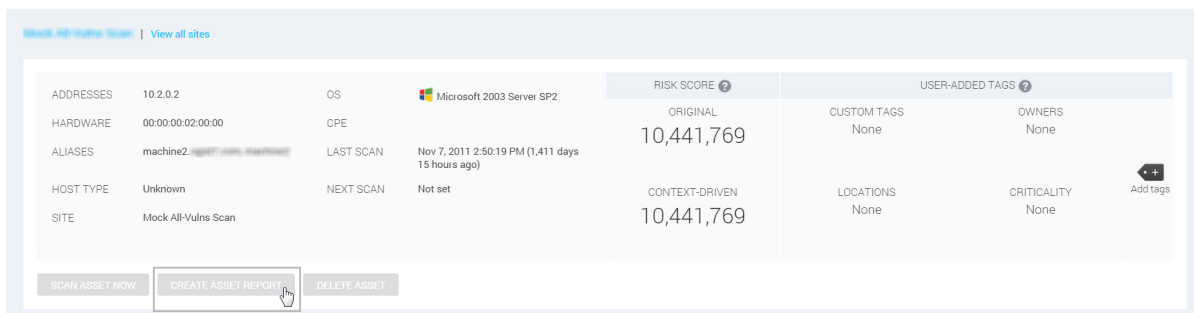 | View all sites
ADDRESSES 10.2.0.2 OS Microsoft 2003 Server SP2 RISK SCORE ? USER-ADDED TAGS ?
HARDWARE 00:00:00:02:00:00 CPE ORIGINAL CUSTOM TAGS OWNERS
10,441,769 None None
ALIASES machine2. LAST SCAN Nov 7, 2011 2:50:19 PM (1,411 days
15 hours ago)
HOST TYPE Unknown NEXT SCAN Not set CONTEXT-DRIVEN LOCATIONS CRITICALITY Add tags
SITE Mock All-Vulns Scan 10,441,769 None None
SCAN ASSET NOW CREATE ASSET REPORT DELETE ASSET